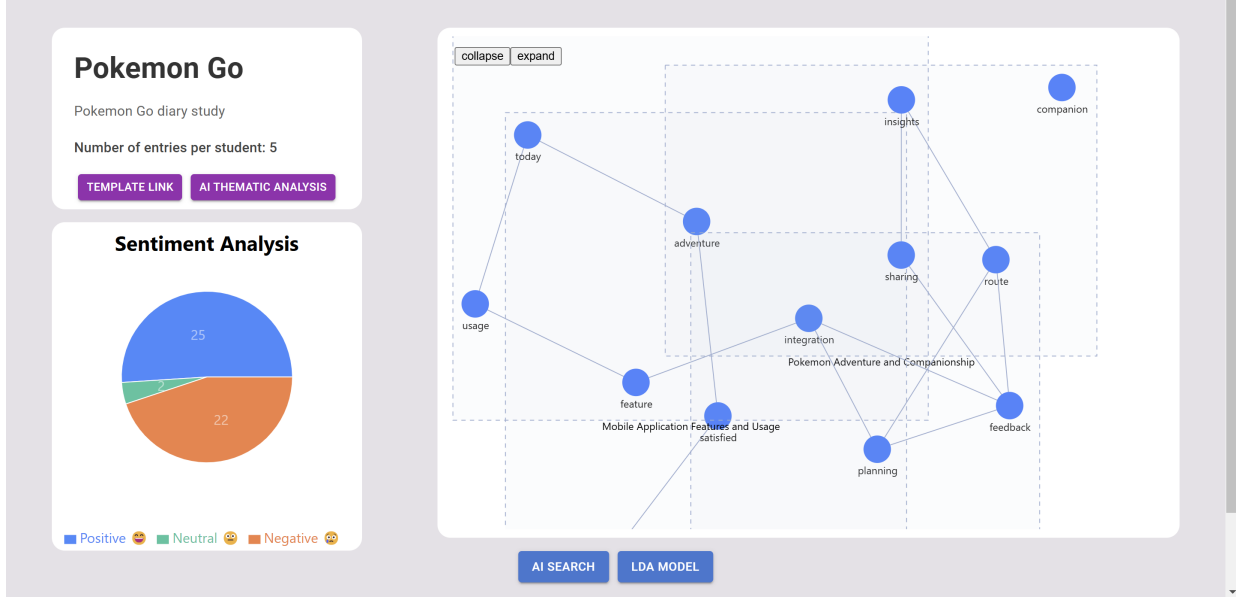 Pokemon Go
Pokemon Go diary study
Number of entries per student: 5
TEMPLATE LINK
AI THEMATIC ANALYSIS
Sentiment Analysis
25
2
22
Positive 😄
Neutral 😐
Negative 😬
collapse
expand
companion
insights
today
adventure
sharing
route
usage
integration
Pokemon Adventure and Companionship
feature
Mobile Application Features and Usage
satisfied
feedback
planning
AI SEARCH
LDA MODEL